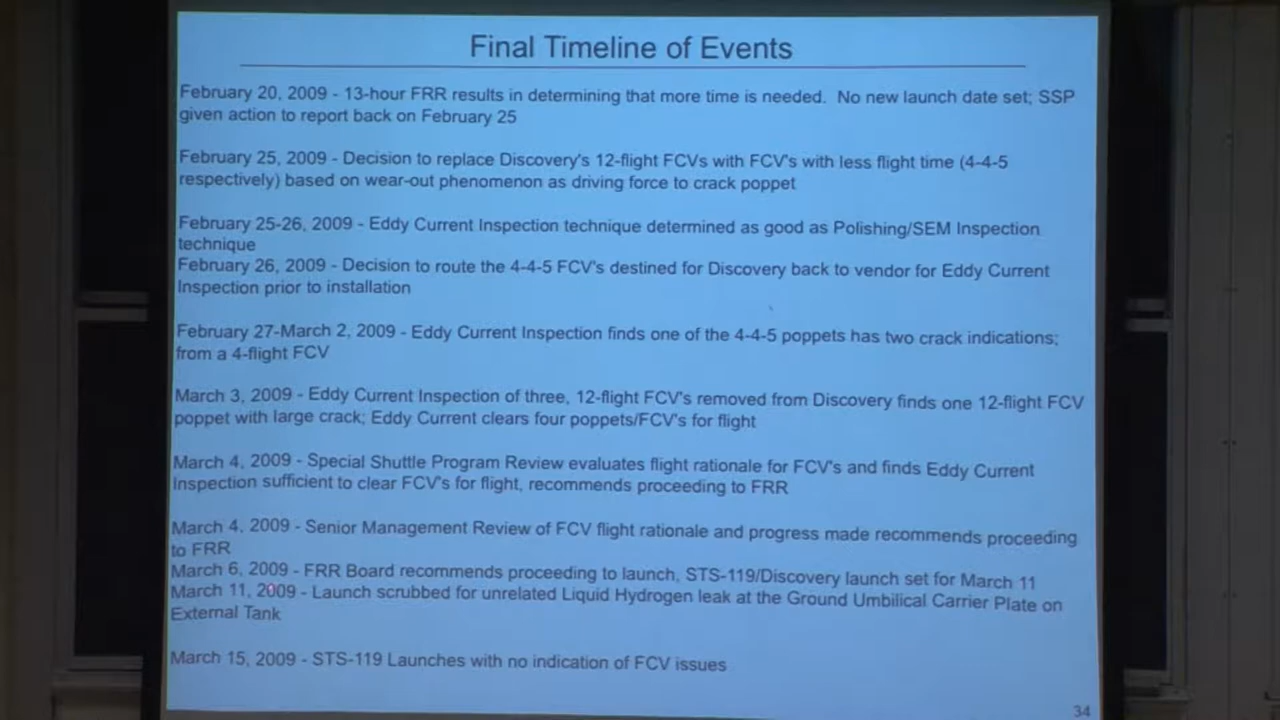 Final Timeline of Events
February 20, 2009 - 13-hour FRR results in determining that more time is needed. No new launch date set; SSP
given action to report back on February 25
February 25, 2009 - Decision to replace Discovery's 12-flight FCVs with FCV's with less flight time (4-4-5
respectively) based on wear-out phenomenon as driving force to crack poppet
February 25-26, 2009 - Eddy Current Inspection technique determined as good as Polishing/SEM Inspection
technique
February 26, 2009 - Decision to route the 4-4-5 FCV's destined for Discovery back to vendor for Eddy Current
Inspection prior to installation
February 27-March 2, 2009 - Eddy Current Inspection finds one of the 4-4-5 poppets has two crack indications;
from a 4-flight FCV
March 3, 2009 - Eddy Current Inspection of three, 12-flight FCV's removed from Discovery finds one 12-flight FCV
poppet with large crack; Eddy Current clears four poppets/FCV's for flight
March 4, 2009 - Special Shuttle Program Review evaluates flight rationale for FCV's and finds Eddy Current
Inspection sufficient to clear FCV's for flight, recommends proceeding to FRR
March 4, 2009 - Senior Management Review of FCV flight rationale and progress made recommends proceeding
to FRR
March 6, 2009 - FRR Board recommends proceeding to launch, STS-119/Discovery launch set for March 11
March 11, 2009 - Launch scrubbed for unrelated Liquid Hydrogen leak at the Ground Umbilical Carrier Plate on
External Tank
March 15, 2009 - STS-119 Launches with no indication of FCV issues
34